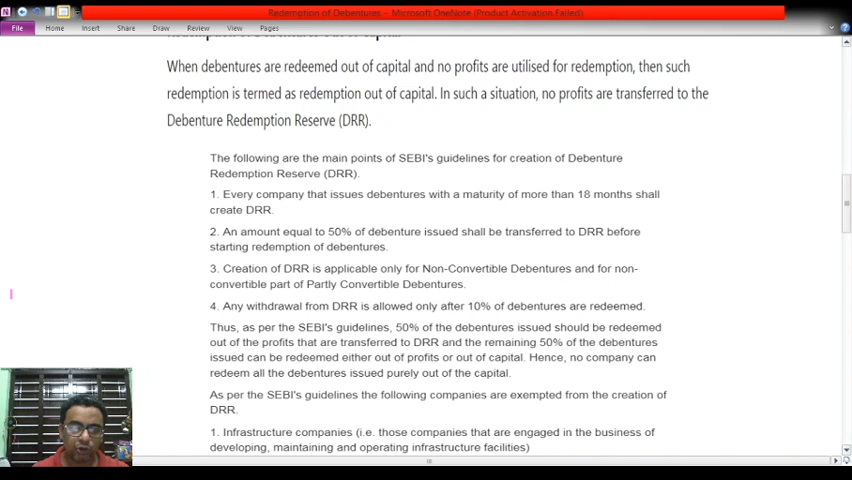 Redemption of Debentures - Microsoft OneNote (Product Activation Failed)
File Home Insert Share Draw Review View Pages
When debentures are redeemed out of capital and no profits are utilised for redemption, then such
redemption is termed as redemption out of capital. In such a situation, no profits are transferred to the
Debenture Redemption Reserve (DRR).
The following are the main points of SEBI's guidelines for creation of Debenture
Redemption Reserve (DRR).
1. Every company that issues debentures with a maturity of more than 18 months shall
create DRR.
2. An amount equal to 50% of debenture issued shall be transferred to DRR before
starting redemption of debentures.
3. Creation of DRR is applicable only for Non-Convertible Debentures and for non-
convertible part of Partly Convertible Debentures.
4. Any withdrawal from DRR is allowed only after 10% of debentures are redeemed.
Thus, as per the SEBI's guidelines, 50% of the debentures issued should be redeemed
out of the profits that are transferred to DRR and the remaining 50% of the debentures
issued can be redeemed either out of profits or out of capital. Hence, no company can
redeem all the debentures issued purely out of the capital.
As per the SEBI's guidelines the following companies are exempted from the creation of
DRR.
1. Infrastructure companies (i.e. those companies that are engaged in the business of
developing, maintaining and operating infrastructure facilities)